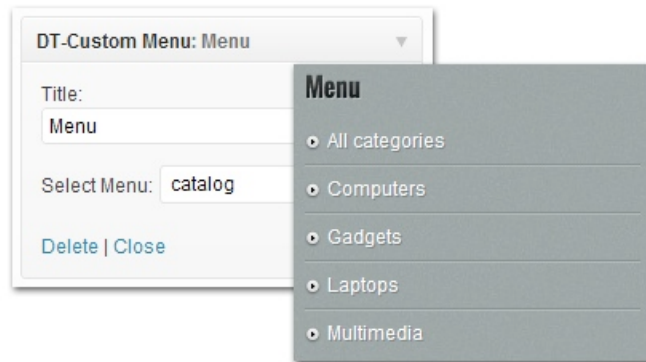 DT-Custom Menu: Menu
Title:
Menu
Select Menu: catalog
Delete | Close
Menu
All categories
Computers
Gadgets
Laptops
Multimedia